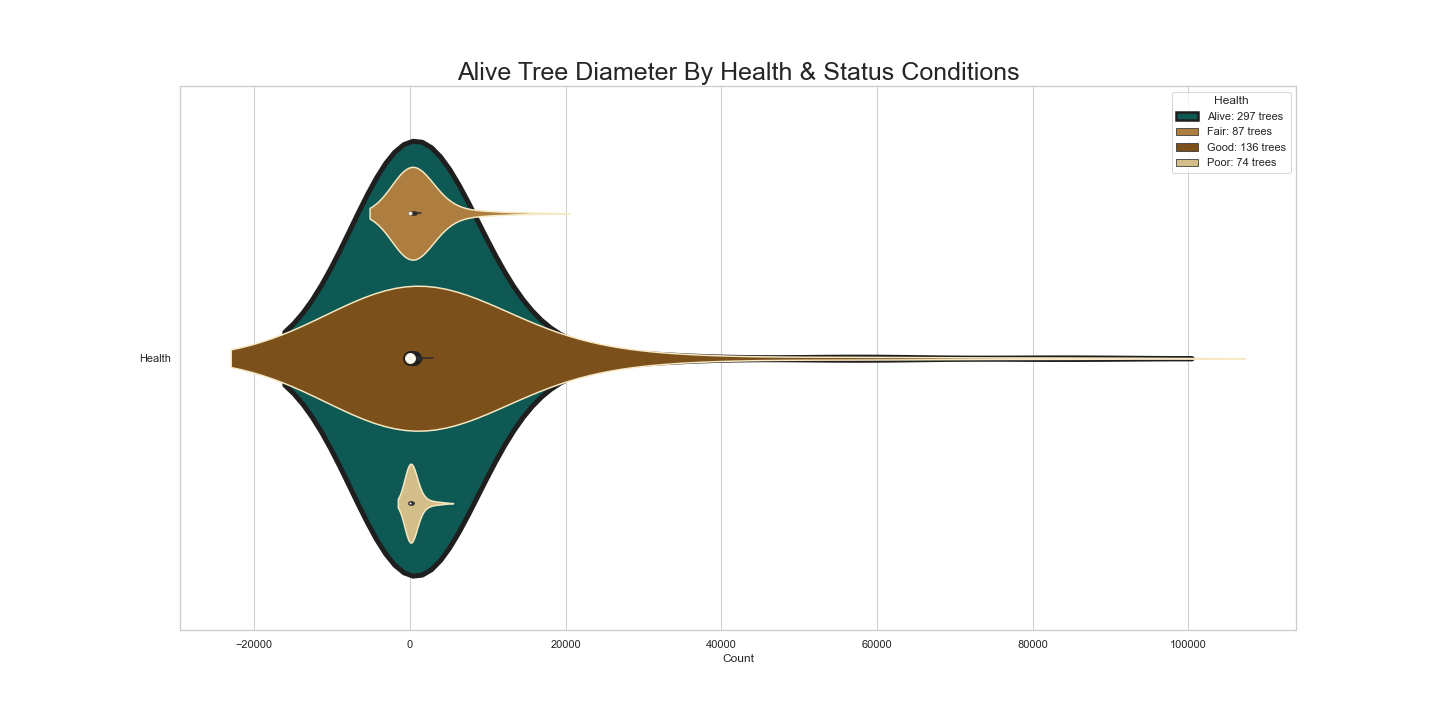 Alive Tree Diameter By Health & Status Conditions
Health
Alive: 297 trees
Fair: 87 trees
Good: 136 trees
Poor: 74 trees
Health
−20000 0 20000 40000 60000 80000 100000
Count